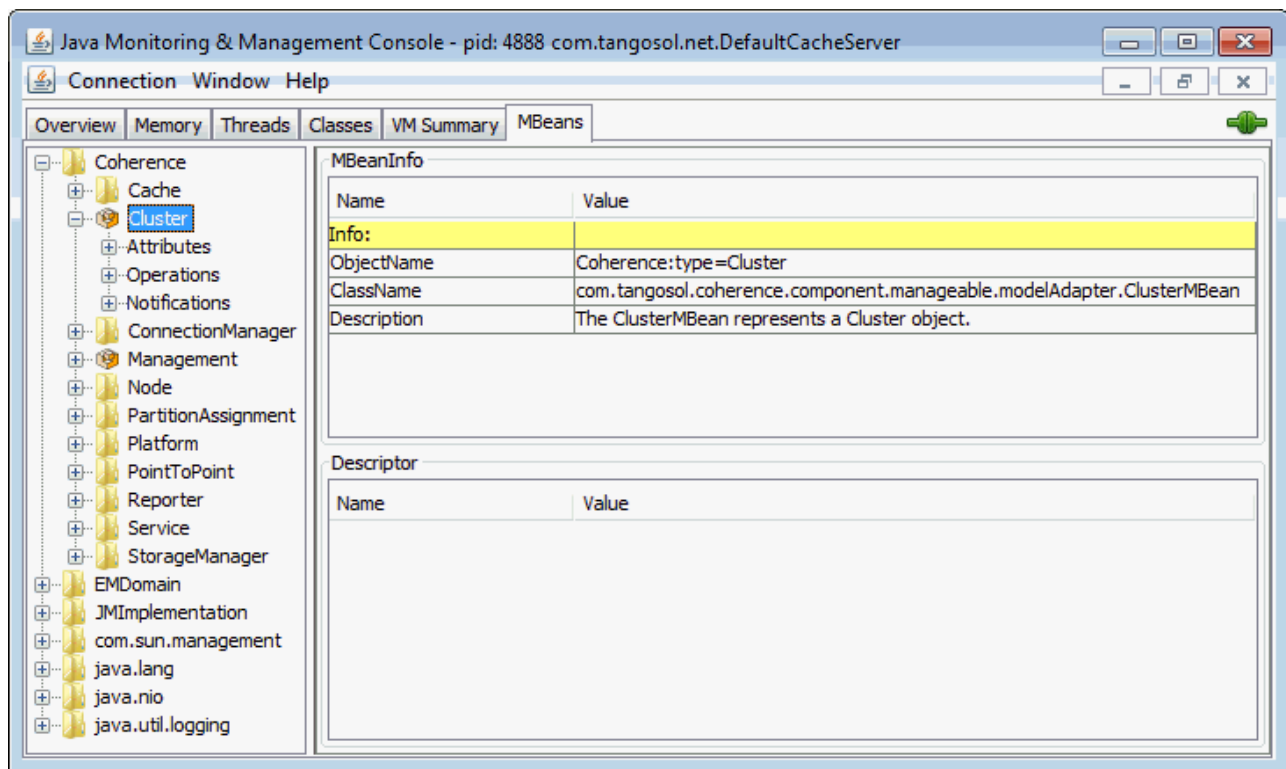 Java Monitoring & Management Console - pid: 4888 com.tangosol.net.DefaultCacheServer
Connection Window Help
Overview Memory Threads Classes VM Summary MBeans
Coherence
Cache
Cluster
Attributes
Operations
Notifications
ConnectionManager
Management
Node
PartitionAssignment
Platform
PointToPoint
Reporter
Service
StorageManager
EMDomain
JMImplementation
com.sun.management
java.lang
java.nio
java.util.logging
MBeanInfo
Name Value
Info:
ObjectName Coherence:type=Cluster
ClassName com.tangosol.coherence.component.manageable.modelAdapter.ClusterMBean
Description The ClusterMBean represents a Cluster object.
Descriptor
Name Value